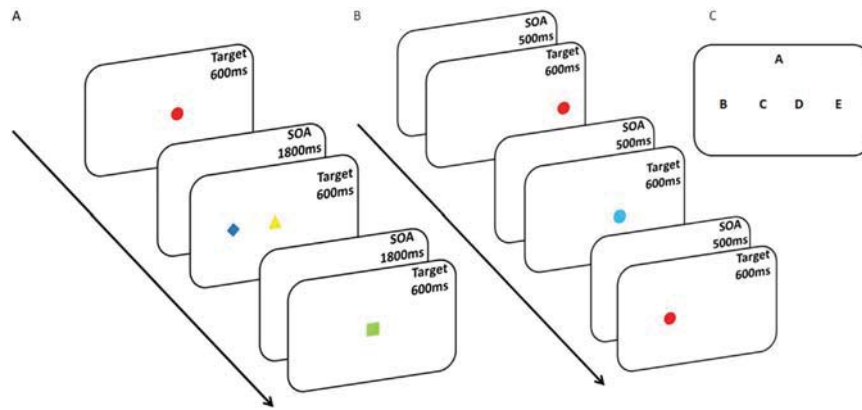 A
Target
600ms
SOA
1800ms
Target
600ms
SOA
1800ms
Target
600ms
B
SOA
500ms
Target
600ms
SOA
500ms
Target
600ms
SOA
500ms
Target
600ms
C
A
B C D E